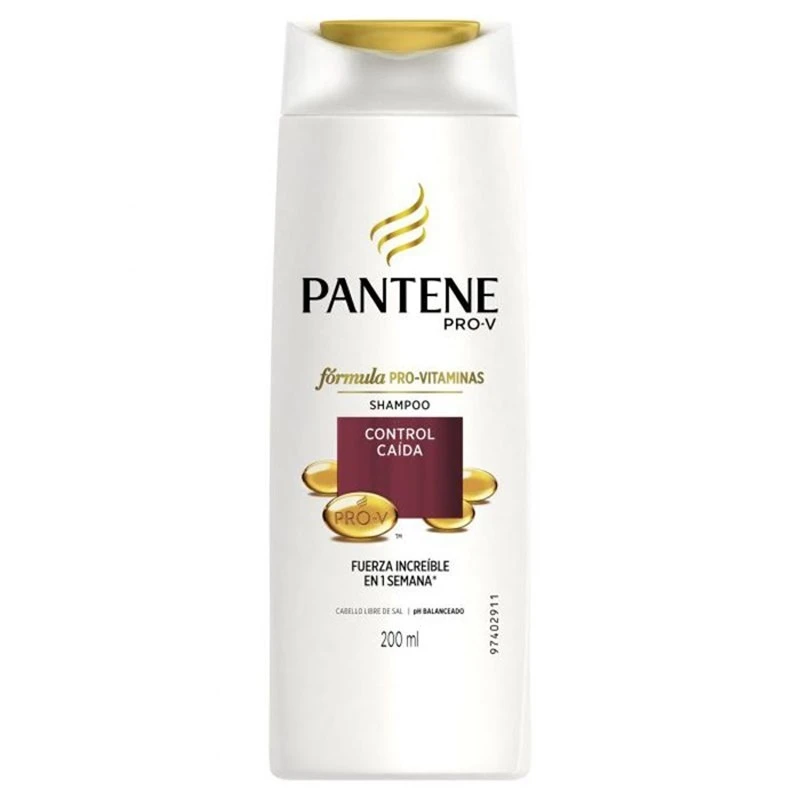 PANTENE
PRO-V
fórmula PRO-VITAMINAS
SHAMPOO
CONTROL
CAÍDA
PRO-V
TM
FUERZA INCREÍBLE
EN 1 SEMANA*
CABELLO LIBRE DE SAL | pH BALANCEADO
200 ml
97402911